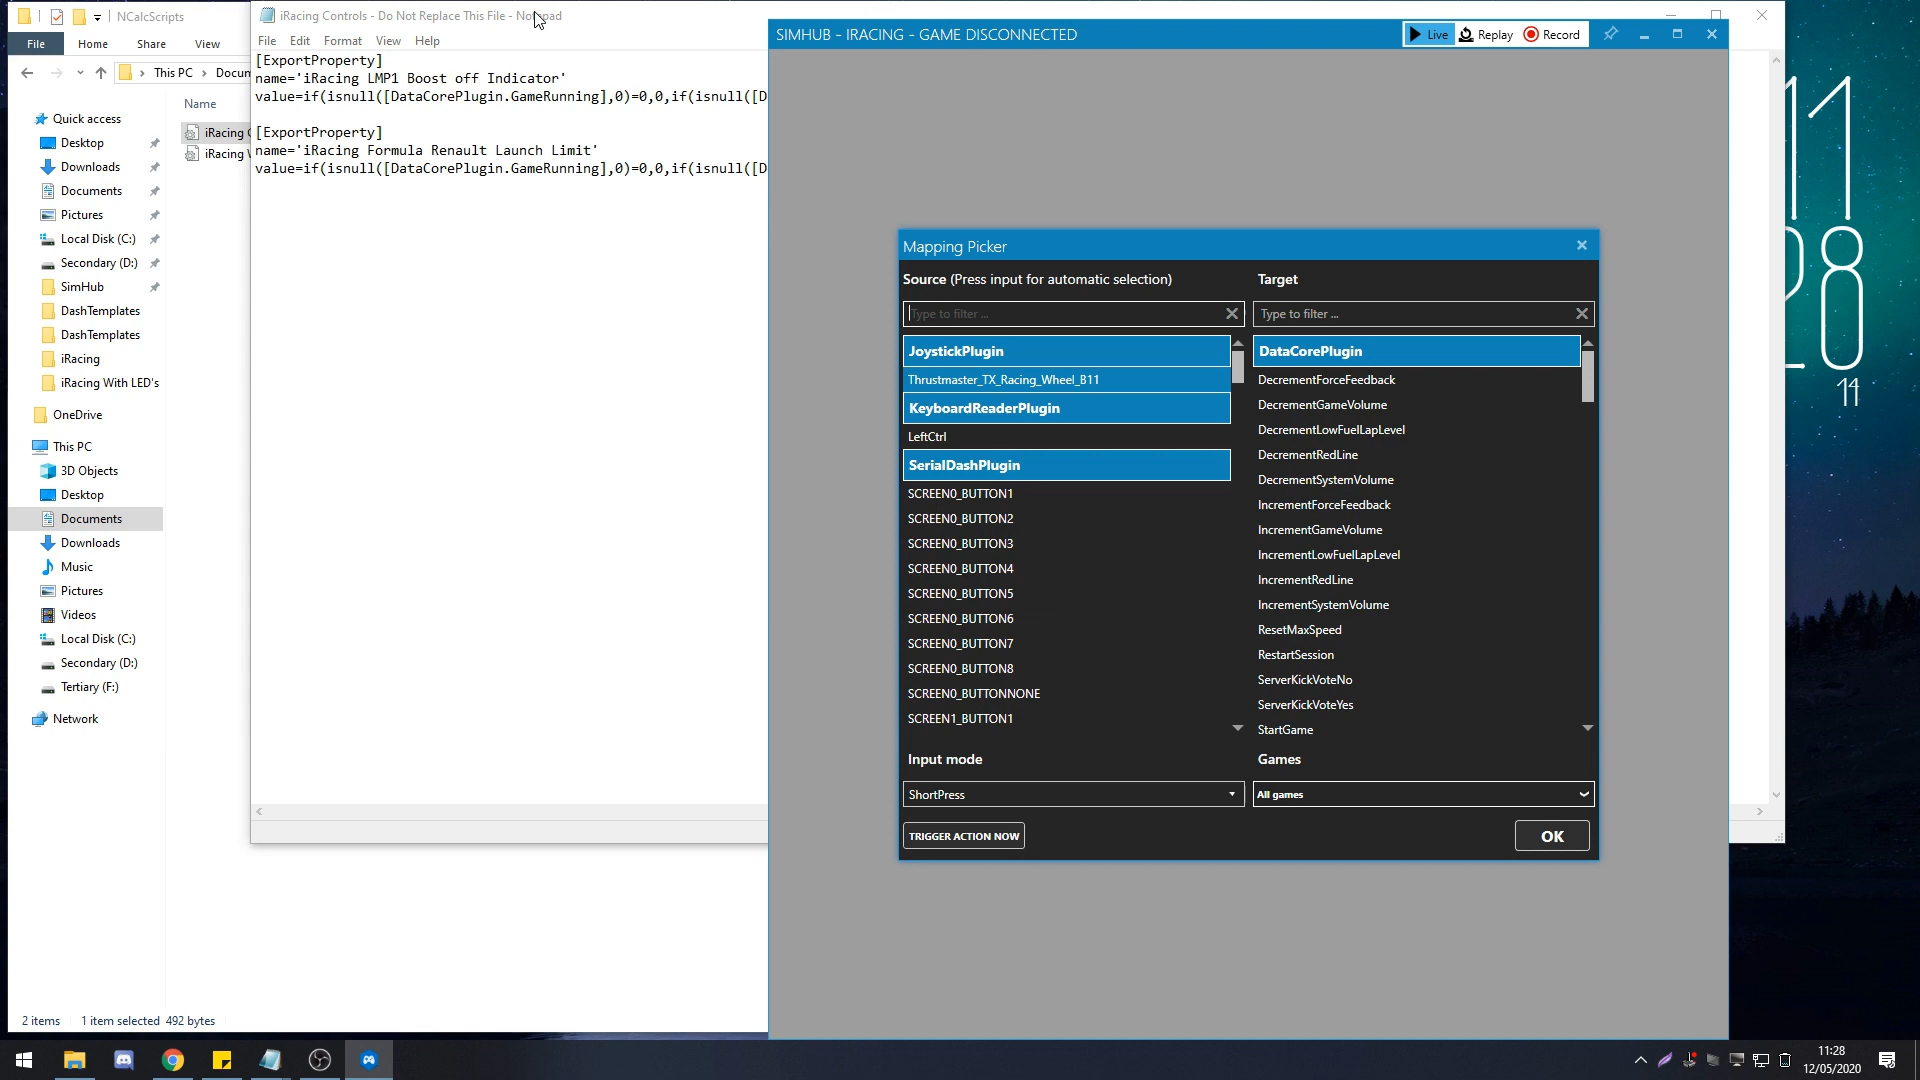 NCalcScripts
File
Home
Share
View
This PC
Docum
Name
iRacing
iRacing
Quick access
Desktop
Downloads
Documents
Pictures
Local Disk (C:)
Secondary (D:)
SimHub
DashTemplates
DashTemplates
iRacing
iRacing With LED's
OneDrive
This PC
3D Objects
Desktop
Documents
Downloads
Music
Pictures
Videos
Local Disk (C:)
Secondary (D:)
Tertiary (F:)
Network
2 items
1 item selected 492 bytes
iRacing Controls - Do Not Replace This File - Notepad
File Edit Format View Help
[ExportProperty]
name='iRacing LMP1 Boost off Indicator'
value=if(isnull([DataCorePlugin.GameRunning],0)=0,0,if(isnull([D
[ExportProperty]
name='iRacing Formula Renault Launch Limit'
value=if(isnull([DataCorePlugin.GameRunning],0)=0,0,if(isnull([D
SIMHUB - IRACING - GAME DISCONNECTED
Live
Replay
Record
Mapping Picker
Source (Press input for automatic selection)
Type to filter ...
JoystickPlugin
Thrustmaster_TX_Racing_Wheel_B11
KeyboardReaderPlugin
LeftCtrl
SerialDashPlugin
SCREEN0_BUTTON1
SCREEN0_BUTTON2
SCREEN0_BUTTON3
SCREEN0_BUTTON4
SCREEN0_BUTTON5
SCREEN0_BUTTON6
SCREEN0_BUTTON7
SCREEN0_BUTTON8
SCREEN0_BUTTONNONE
SCREEN1_BUTTON1
Input mode
ShortPress
TRIGGER ACTION NOW
Target
Type to filter ...
DataCorePlugin
DecrementForceFeedback
DecrementGameVolume
DecrementLowFuelLapLevel
DecrementRedLine
DecrementSystemVolume
IncrementForceFeedback
IncrementGameVolume
IncrementLowFuelLapLevel
IncrementRedLine
IncrementSystemVolume
ResetMaxSpeed
RestartSession
ServerKickVoteNo
ServerKickVoteYes
StartGame
Games
All games
OK
11
28
11
11:28
12/05/2020